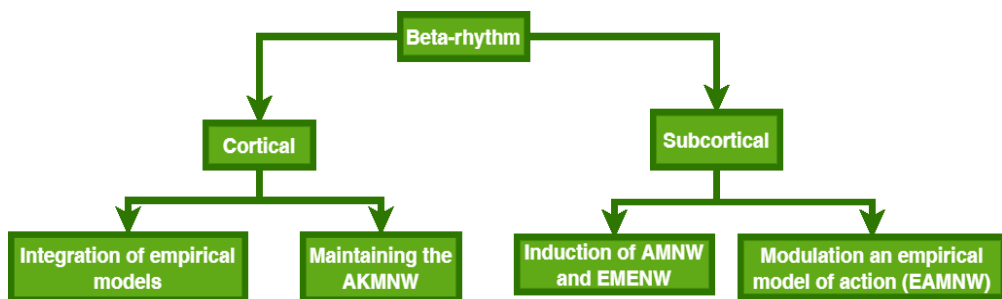 Beta-rhythm
Cortical
Subcortical
Integration of empirical
models
Maintaining the
AKMNW
Induction of AMNW
and EMENW
Modulation an empirical
model of action (EAMNW)